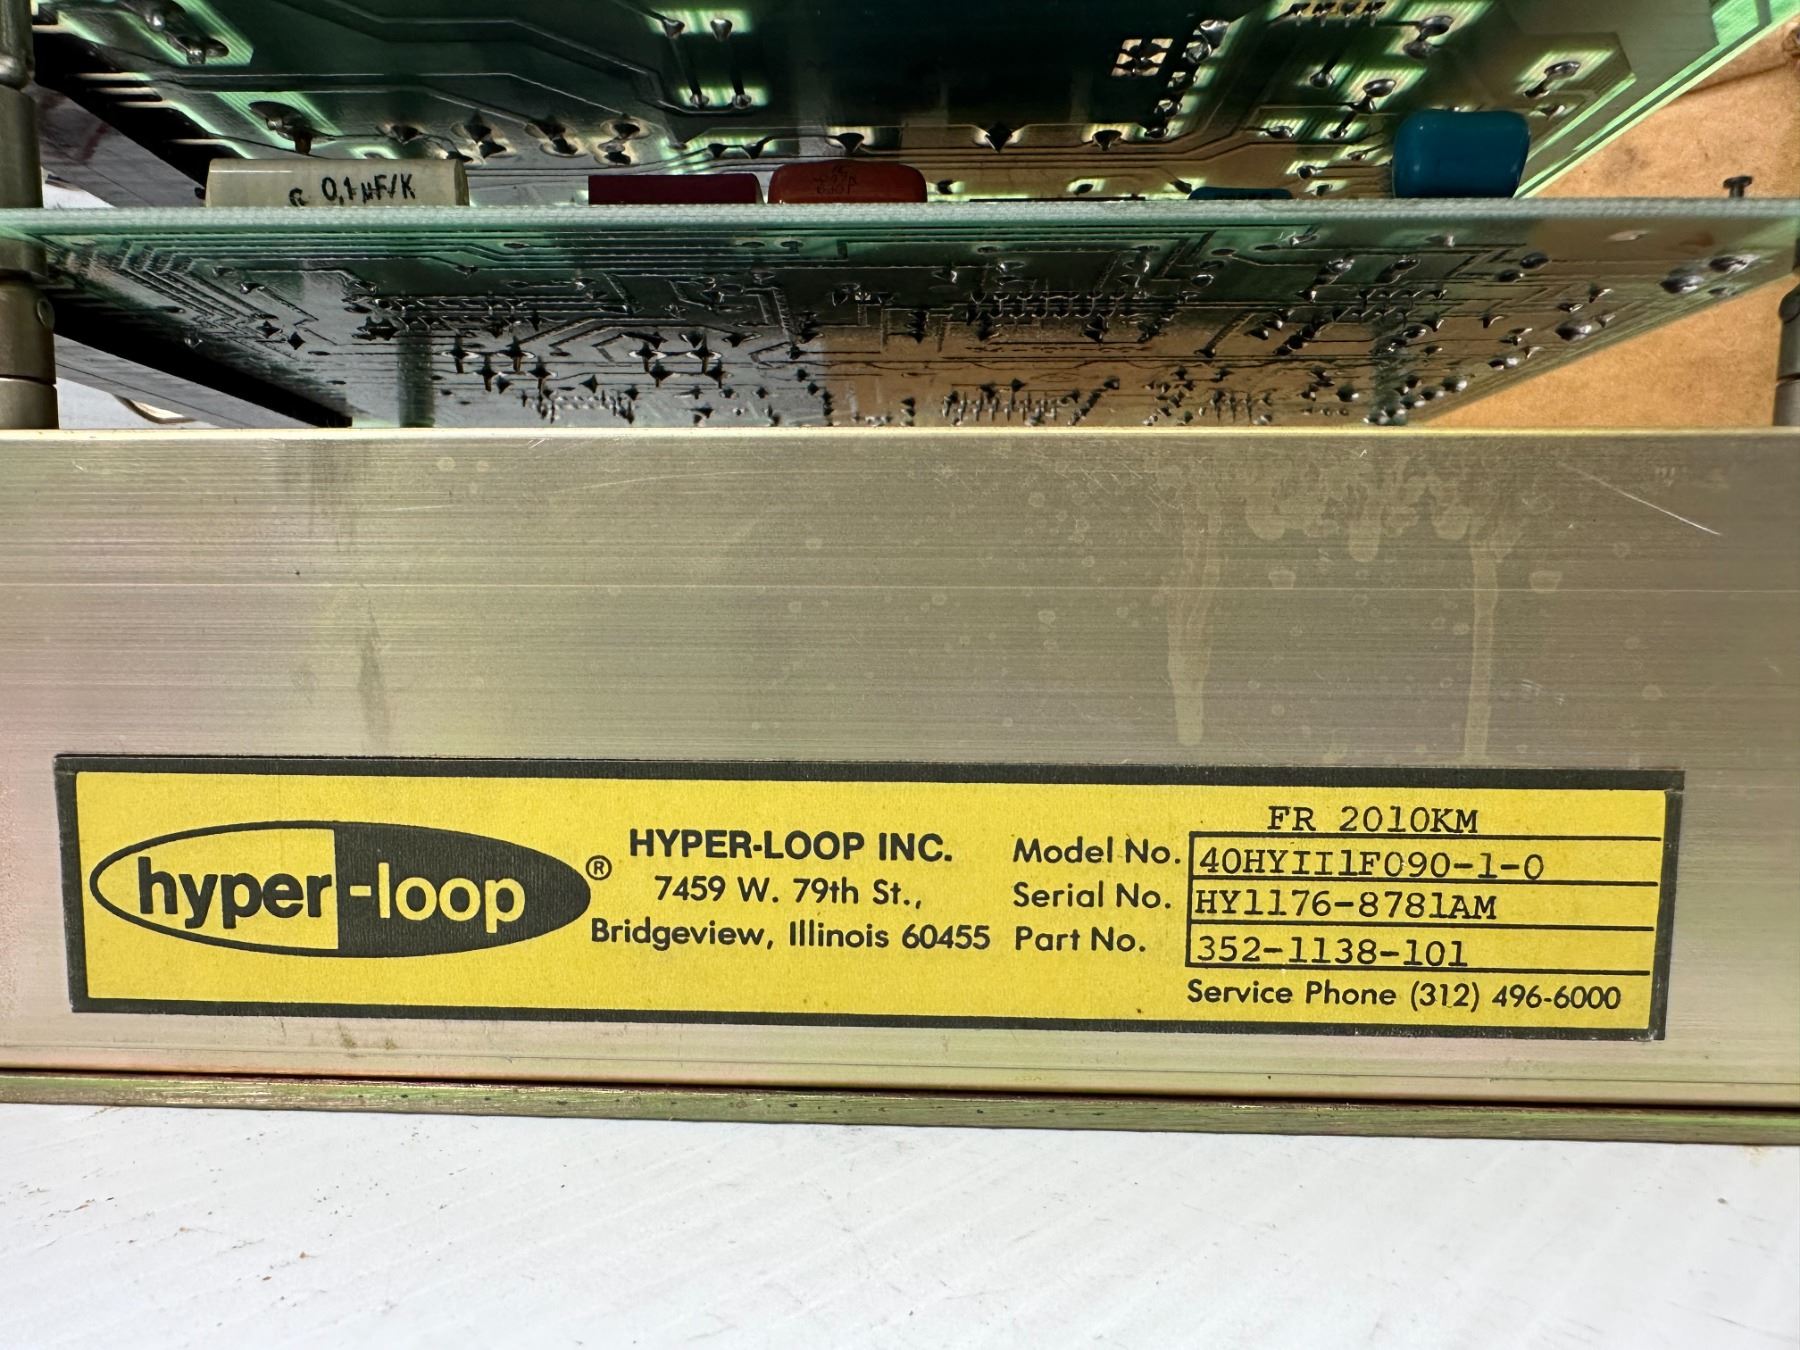 0,1µF/K
hyper-loop®
HYPER-LOOP INC.
7459 W. 79th St.,
Bridgeview, Illinois 60455
FR 2010KM
Model No. 40HYIII1F090-1-0
Serial No. HY1176-8781AM
Part No. 352-1138-101
Service Phone (312) 496-6000